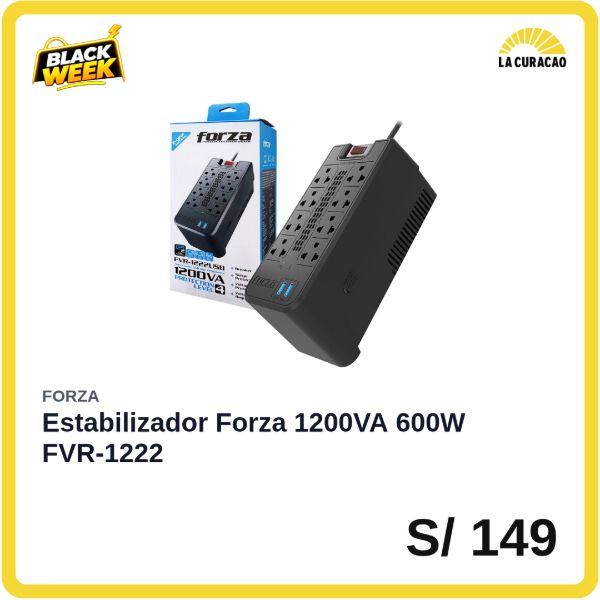 BLACK
WEEK
LA CURACAO
forza
FVR-1222USB
1200VA
PROTECTION
LEVEL 4
forza
FORZA
Estabilizador Forza 1200VA 600W
FVR-1222
S/ 149